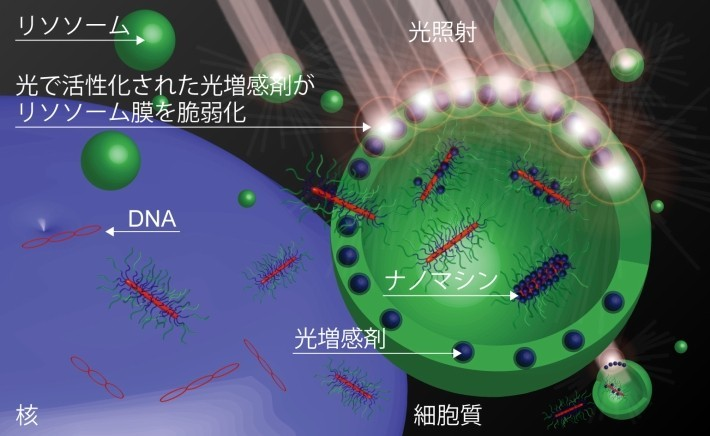 リソソーム
光照射
光で活性化された光増感剤が
リソソーム膜を脆弱化
DNA
ナノマシン
光増感剤
核
細胞質